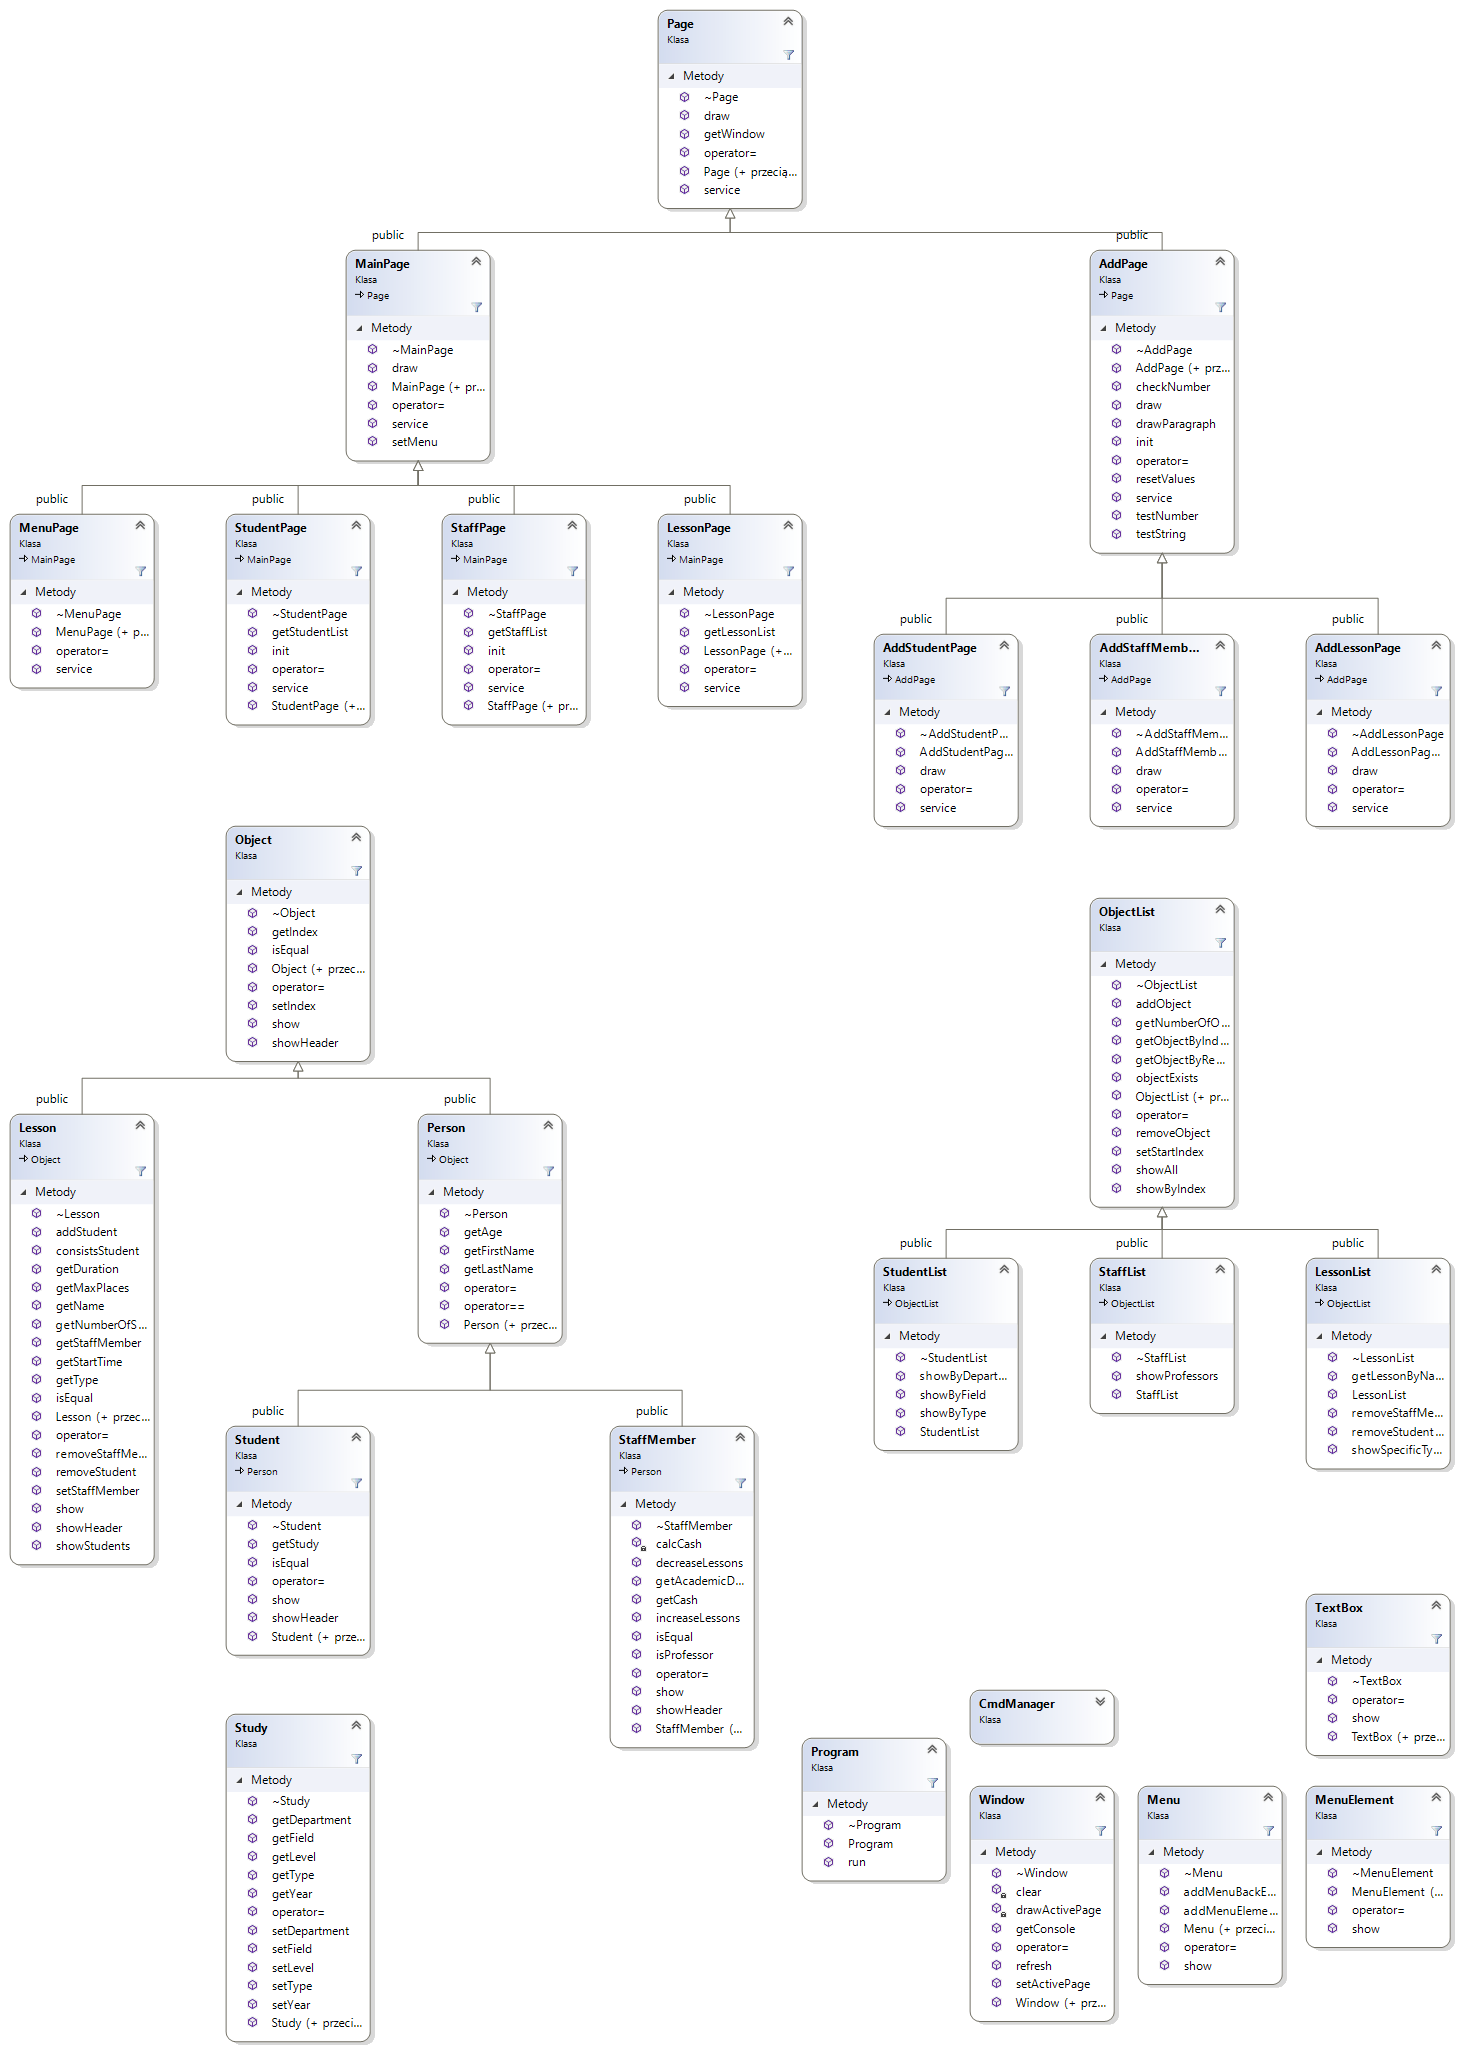 Page
Klasa
Metody
~Page
draw
getWindow
operator=
Page (+ przecią...
service
public
public
MainPage
Klasa
Page
Metody
~MainPage
draw
MainPage (+ pr...
operator=
service
setMenu
AddPage
Klasa
Page
Metody
~AddPage
AddPage (+ prz...
checkNumber
draw
drawParagraph
init
operator=
resetValues
service
testNumber
testString
public
public
public
public
MenuPage
Klasa
MainPage
Metody
~MenuPage
MenuPage (+ p...
operator=
service
StudentPage
Klasa
MainPage
Metody
~StudentPage
getStudentList
init
operator=
service
StudentPage (+...
StaffPage
Klasa
MainPage
Metody
~StaffPage
getStaffList
init
operator=
service
StaffPage (+ pr...
LessonPage
Klasa
MainPage
Metody
~LessonPage
getLessonList
LessonPage (+...
operator=
service
public
public
public
AddStudentPage
Klasa
AddPage
Metody
~AddStudentP...
AddStudentPag...
draw
operator=
service
AddStaffMemb...
Klasa
AddPage
Metody
~AddStaffMem...
AddStaffMemb...
draw
operator=
service
AddLessonPage
Klasa
AddPage
Metody
~AddLessonPage
AddLessonPag...
draw
operator=
service
Object
Klasa
Metody
~Object
getIndex
isEqual
Object (+ przec...
operator=
setIndex
show
showHeader
ObjectList
Klasa
Metody
~ObjectList
addObject
getNumberOfO...
getObjectByInd...
getObjectByRe...
objectExists
ObjectList (+ pr...
operator=
removeObject
setStartIndex
showAll
showByIndex
public
public
Lesson
Klasa
Object
Metody
~Lesson
addStudent
consistsStudent
getDuration
getMaxPlaces
getName
getNumberOfS...
getStaffMember
getStartTime
getType
isEqual
Lesson (+ przec...
operator=
removeStaffMe...
removeStudent
setStaffMember
show
showHeader
showStudents
Person
Klasa
Object
Metody
~Person
getAge
getFirstName
getLastName
operator=
operator==
Person (+ przec...
public
public
public
StudentList
Klasa
ObjectList
Metody
~StudentList
showByDepart...
showByField
showByType
StudentList
StaffList
Klasa
ObjectList
Metody
~StaffList
showProfessors
StaffList
LessonList
Klasa
ObjectList
Metody
~LessonList
getLessonByNa...
LessonList
removeStaffMe...
removeStudent...
showSpecificTy...
public
public
Student
Klasa
Person
Metody
~Student
getStudy
isEqual
operator=
show
showHeader
Student (+ prze...
StaffMember
Klasa
Person
Metody
~StaffMember
calcCash
decreaseLessons
getAcademicD...
getCash
increaseLessons
isEqual
isProfessor
operator=
show
showHeader
StaffMember (...
TextBox
Klasa
Metody
~TextBox
operator=
show
TextBox (+ prze...
CmdManager
Klasa
Study
Klasa
Metody
~Study
getDepartment
getField
getLevel
getType
getYear
operator=
setDepartment
setField
setLevel
setType
setYear
Study (+ przeci...
Program
Klasa
Metody
~Program
Program
run
Window
Klasa
Metody
~Window
clear
drawActivePage
getConsole
operator=
refresh
setActivePage
Window (+ prz...
Menu
Klasa
Metody
~Menu
addMenuBackE...
addMenuEleme...
Menu (+ przeci...
operator=
show
MenuElement
Klasa
Metody
~MenuElement
MenuElement (...
operator=
show